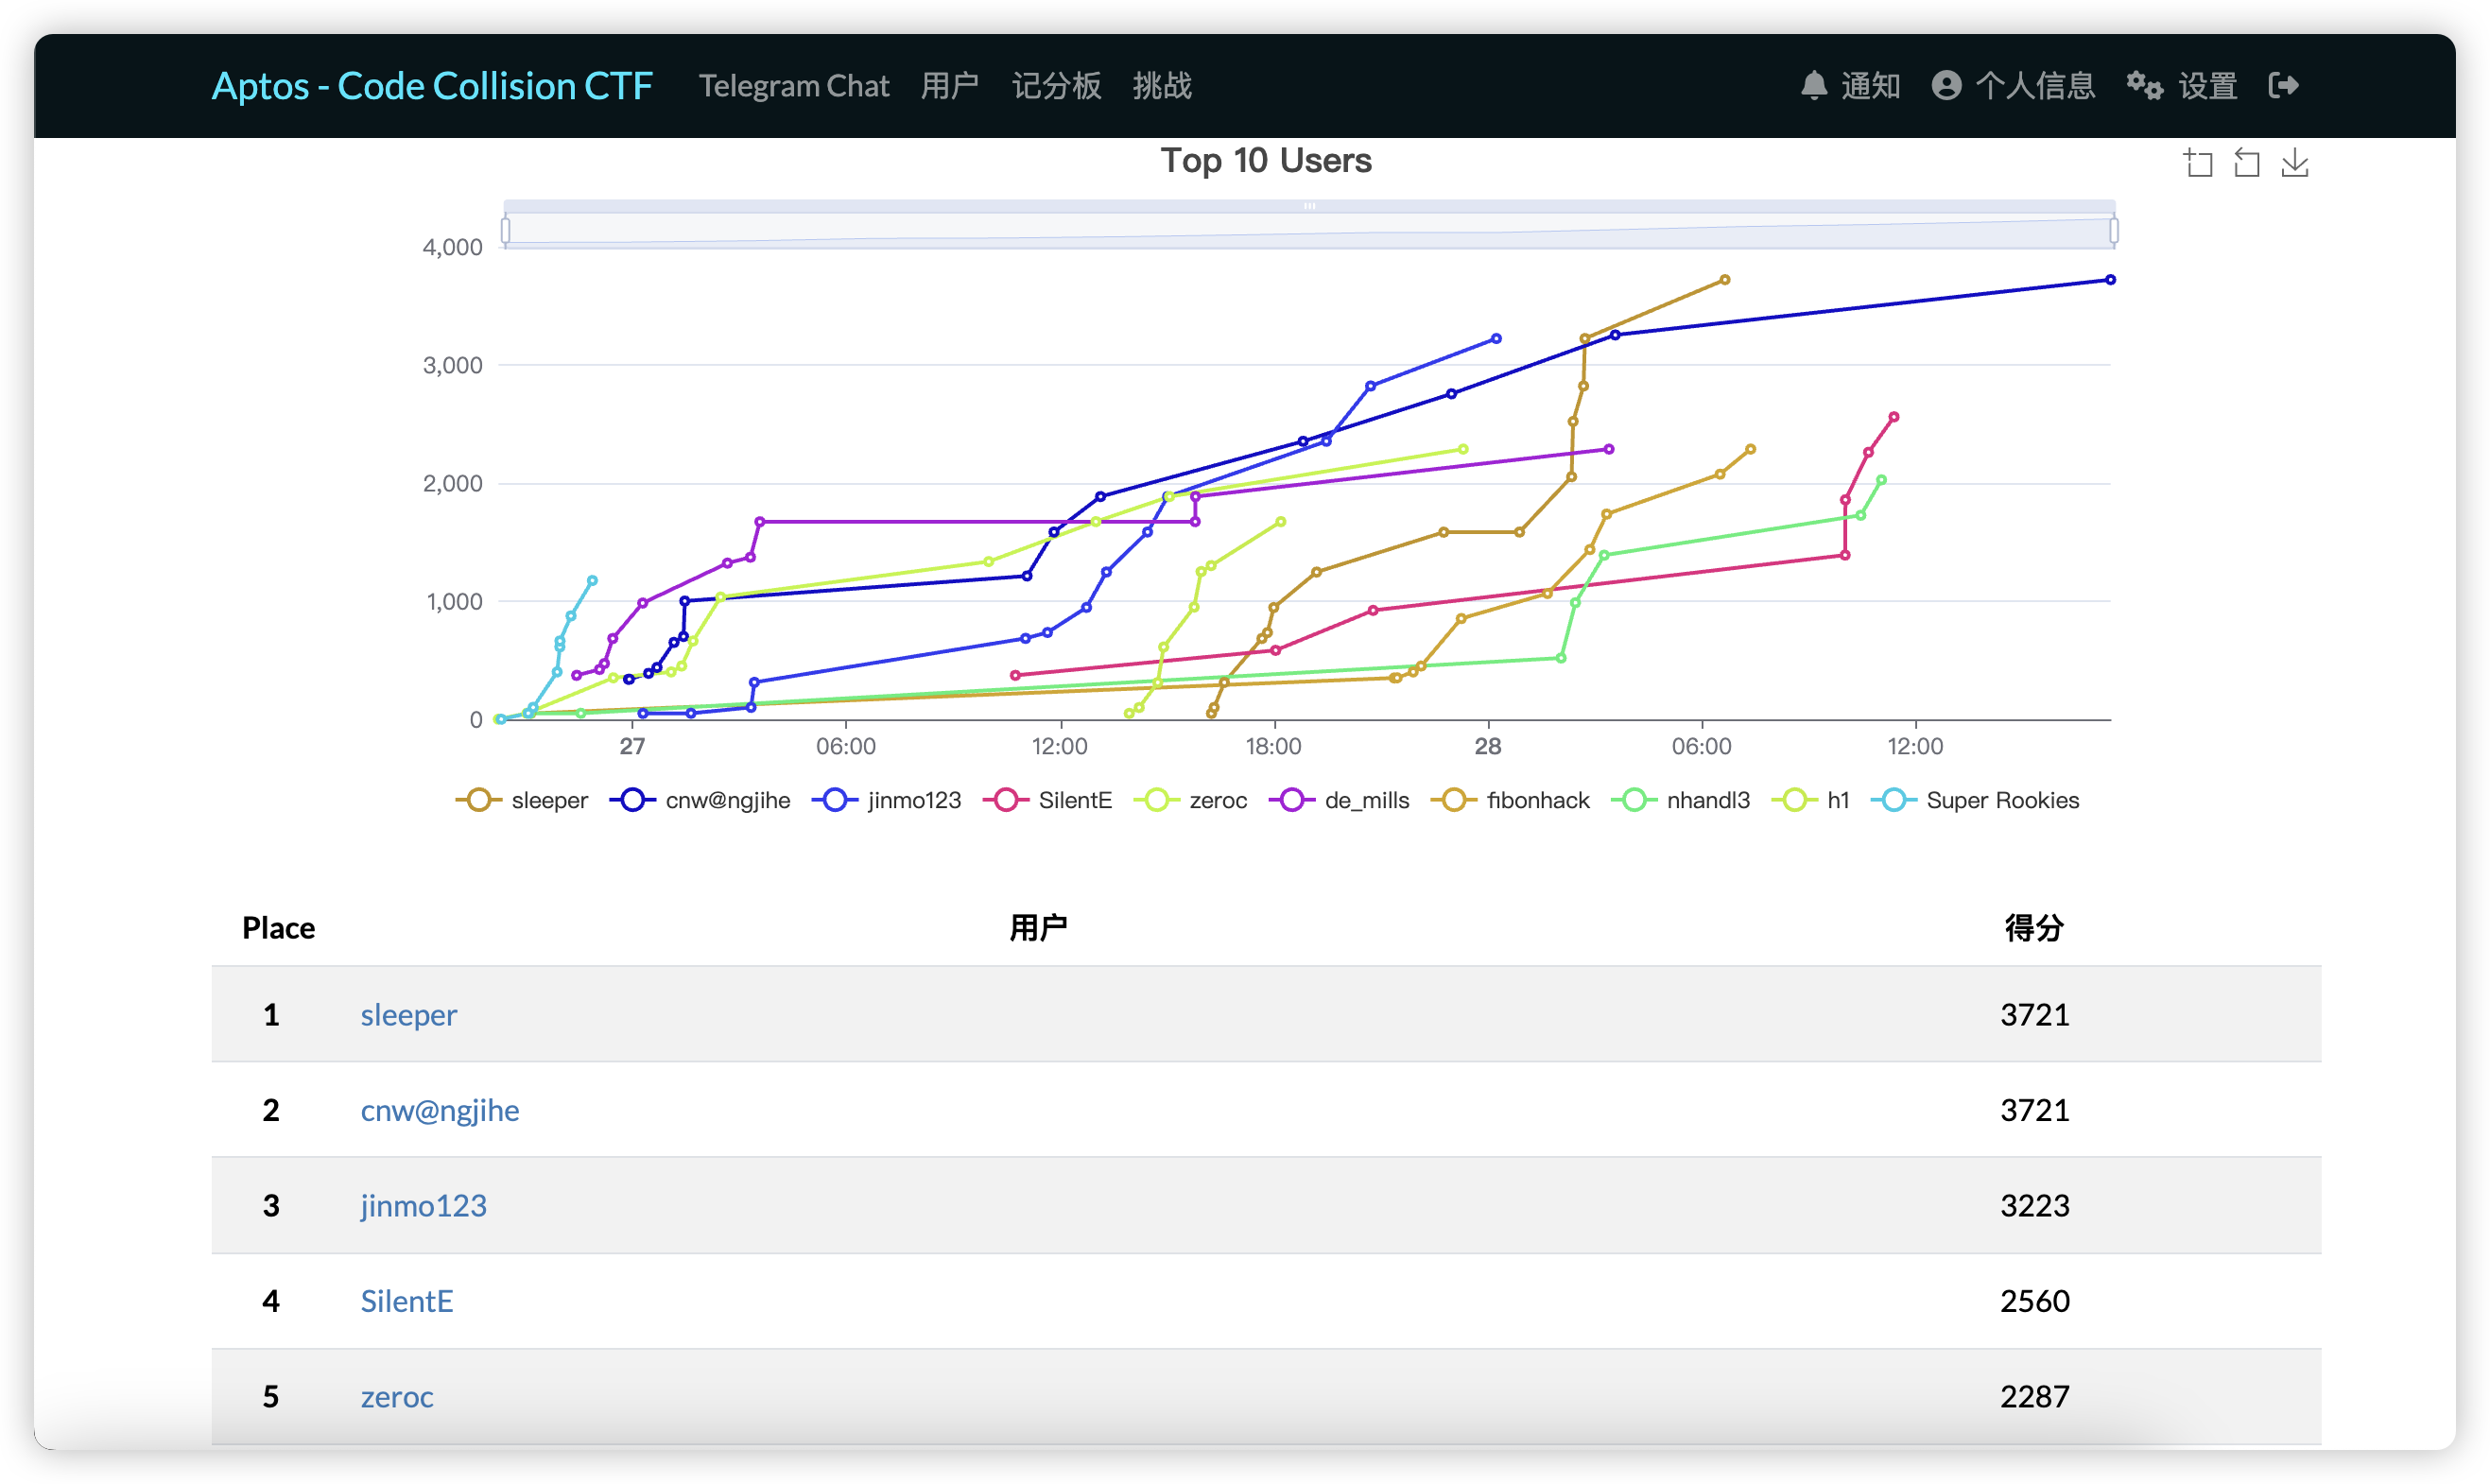 Aptos - Code Collision CTF Telegram Chat 用户 记分板 挑战 通知 个人信息 设置
Top 10 Users
4,000
3,000
2,000
1,000
0
27 06:00 12:00 18:00 28 06:00 12:00
sleeper cnw@ngjihe jinmo123 SilentE zeroc de_mills fibonhack nhandl3 h1 Super Rookies
Place 用户 得分
1 sleeper 3721
2 cnw@ngjihe 3721
3 jinmo123 3223
4 SilentE 2560
5 zeroc 2287